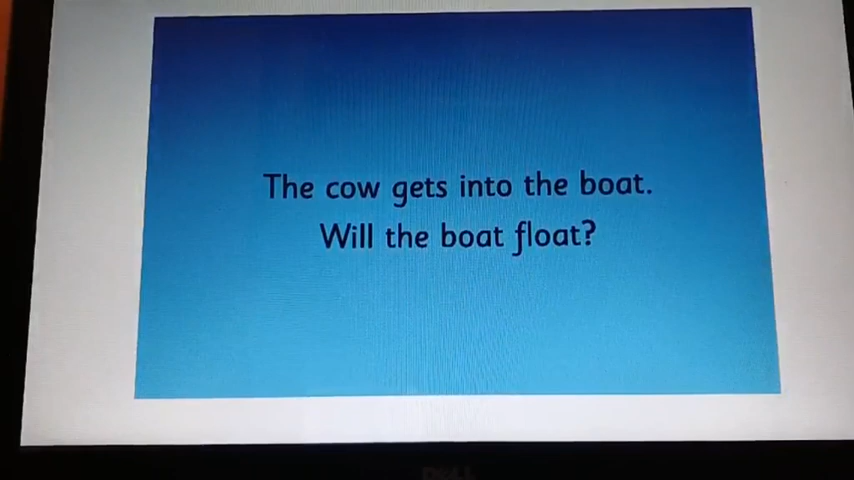 The cow gets into the boat.
Will the boat float?